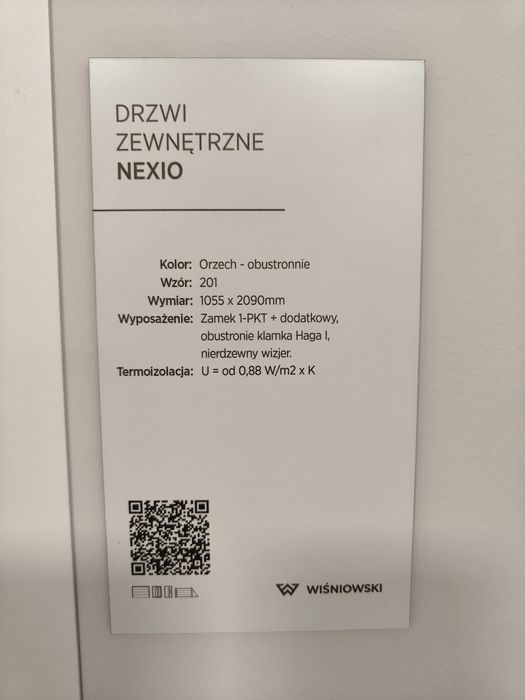 DRZWI
ZEWNĘTRZNE
NEXIO
Kolor: Orzech - obustronnie
Wzór: 201
Wymiar: 1055 x 2090mm
Wyposażenie: Zamek 1-PKT + dodatkowy,
obustronie klamka Haga I,
nierdzewny wizjer.
Termoizolacja: U = od 0,88 W/m2 x K
WIŚNIOWSKI